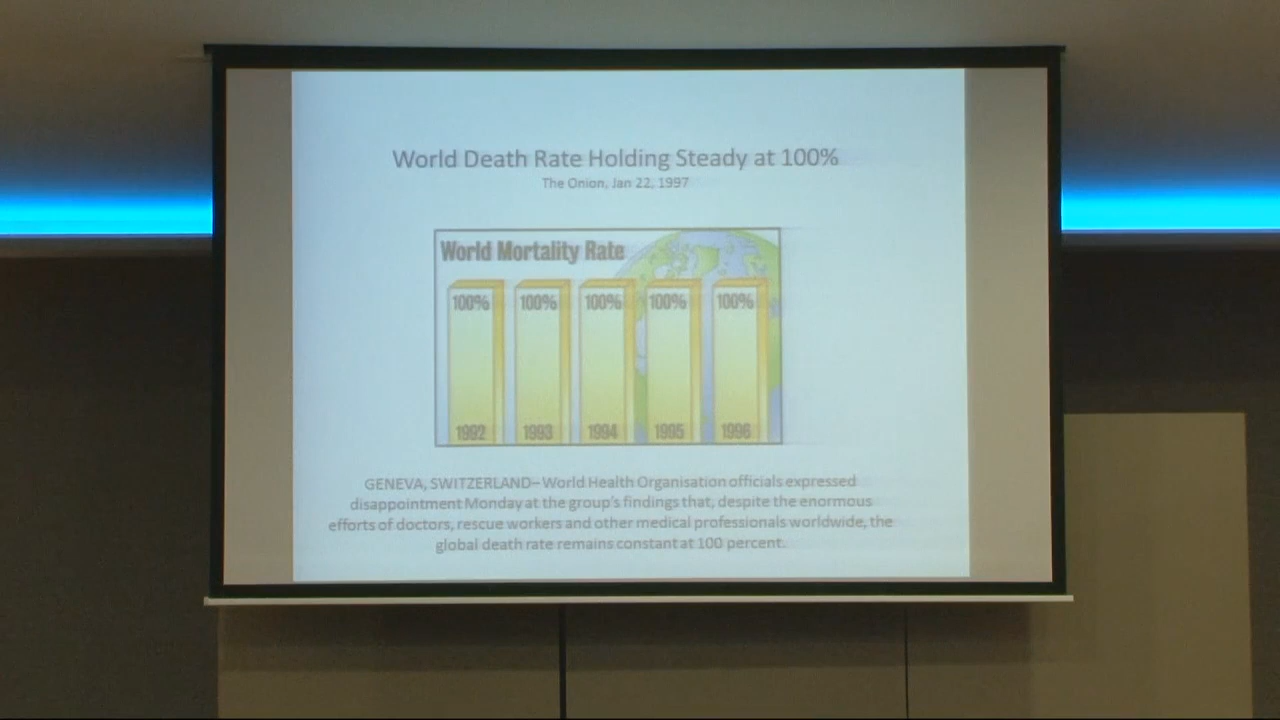 World Death Rate Holding Steady at 100%
The Onion, Jan 22, 1997
World Mortality Rate
100% 100% 100% 100% 100%
1992 1993 1994 1995 1996
GENEVA, SWITZERLAND– World Health Organisation officials expressed
disappointment Monday at the group's findings that, despite the enormous
efforts of doctors, rescue workers and other medical professionals worldwide, the
global death rate remains constant at 100 percent.